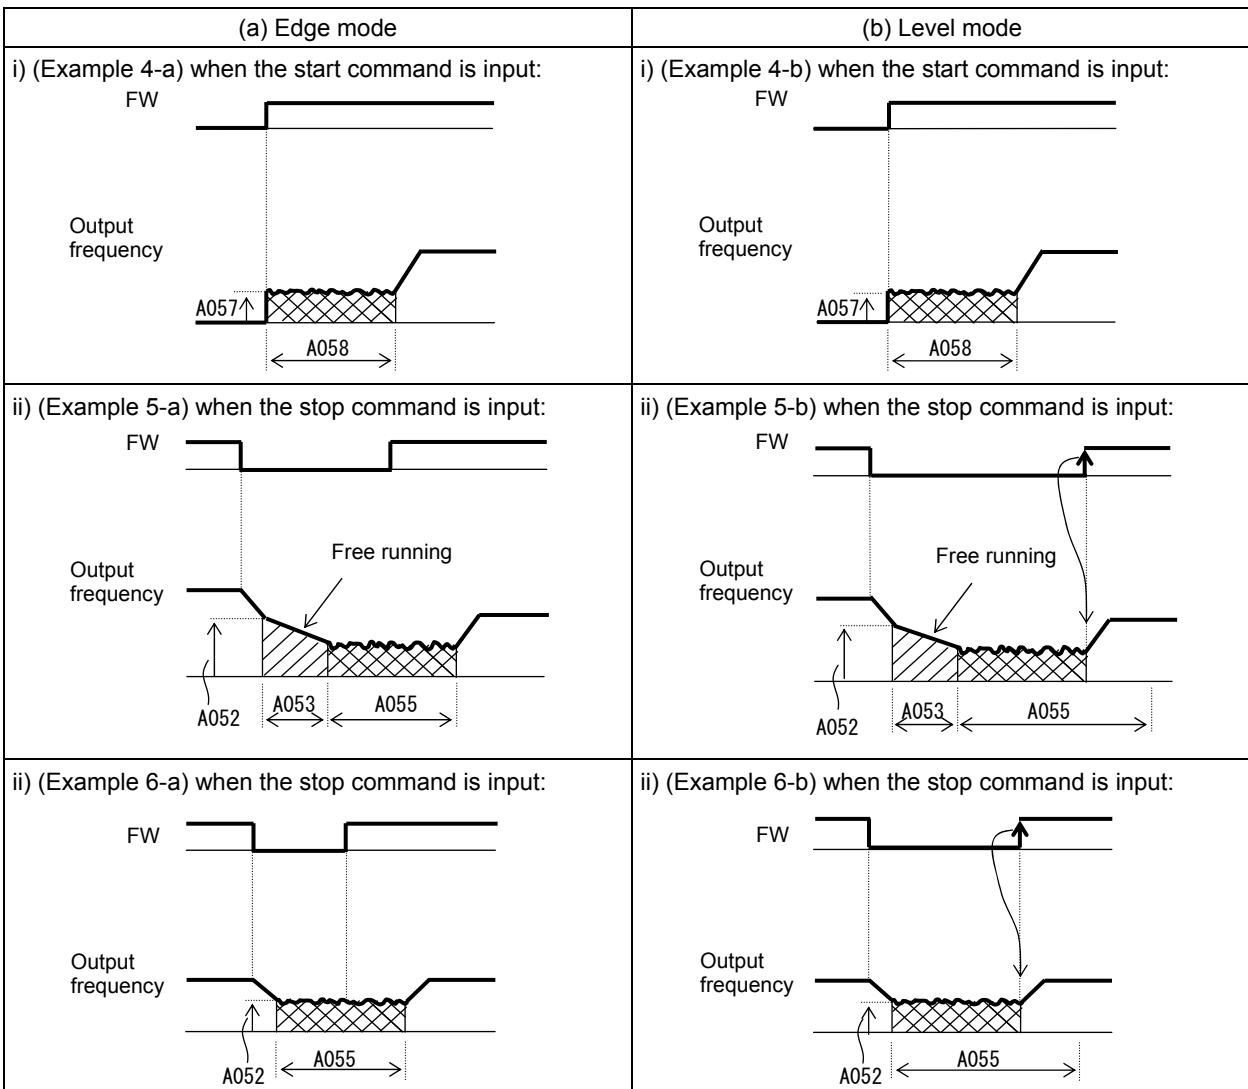 (a) Edge mode
(b) Level mode
i) (Example 4-a) when the start command is input:
FW
Output
frequency
A057
A058
i) (Example 4-b) when the start command is input:
FW
Output
frequency
A057
A058
ii) (Example 5-a) when the stop command is input:
FW
Free running
Output
frequency
A052
A053
A055
ii) (Example 5-b) when the stop command is input:
FW
Free running
Output
frequency
A052
A053
A055
ii) (Example 6-a) when the stop command is input:
FW
Output
frequency
A052
A055
ii) (Example 6-b) when the stop command is input:
FW
Output
frequency
A052
A055